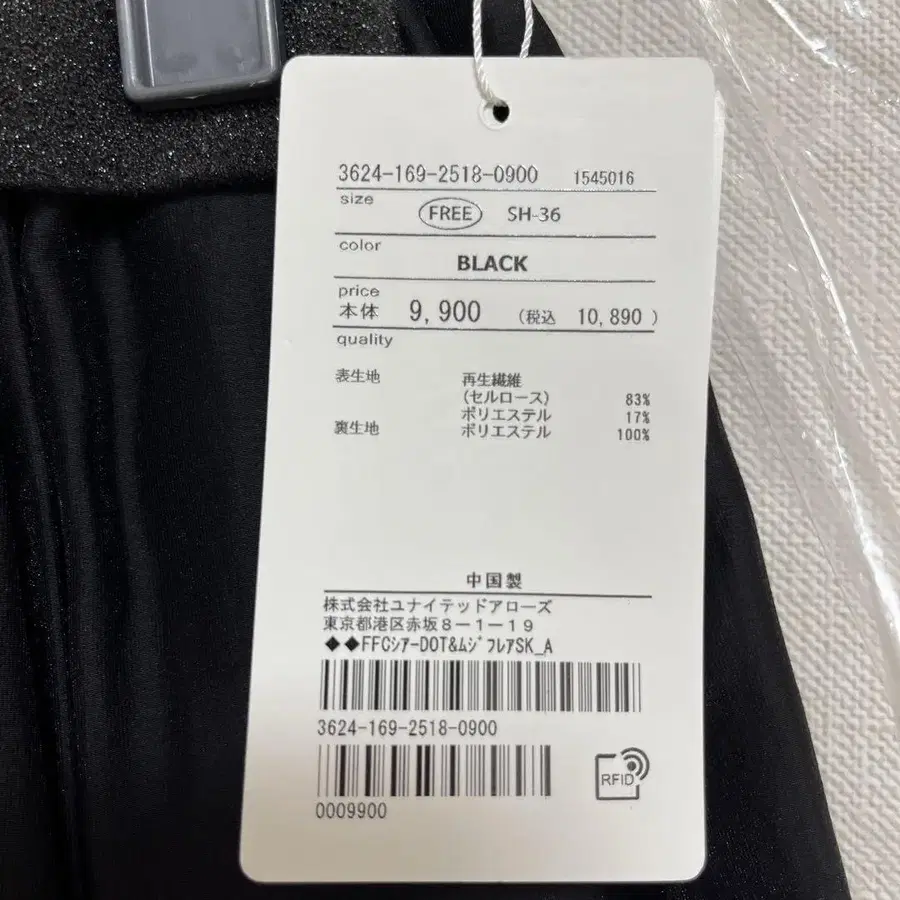 3624-169-2518-0900 1545016
size
FREE SH-36
color
BLACK
price
本体 9,900 (税込 10,890 )
quality
表生地 再生繊維
(セルロース) 83%
ポリエステル 17%
裏生地 ポリエステル 100%
中国製
株式会社ユナイテッドアローズ
東京都港区赤坂8-1-19
◆◆FFCシアーDOT&ムジフレアSK_A
3624-169-2518-0900
0009900
RFID